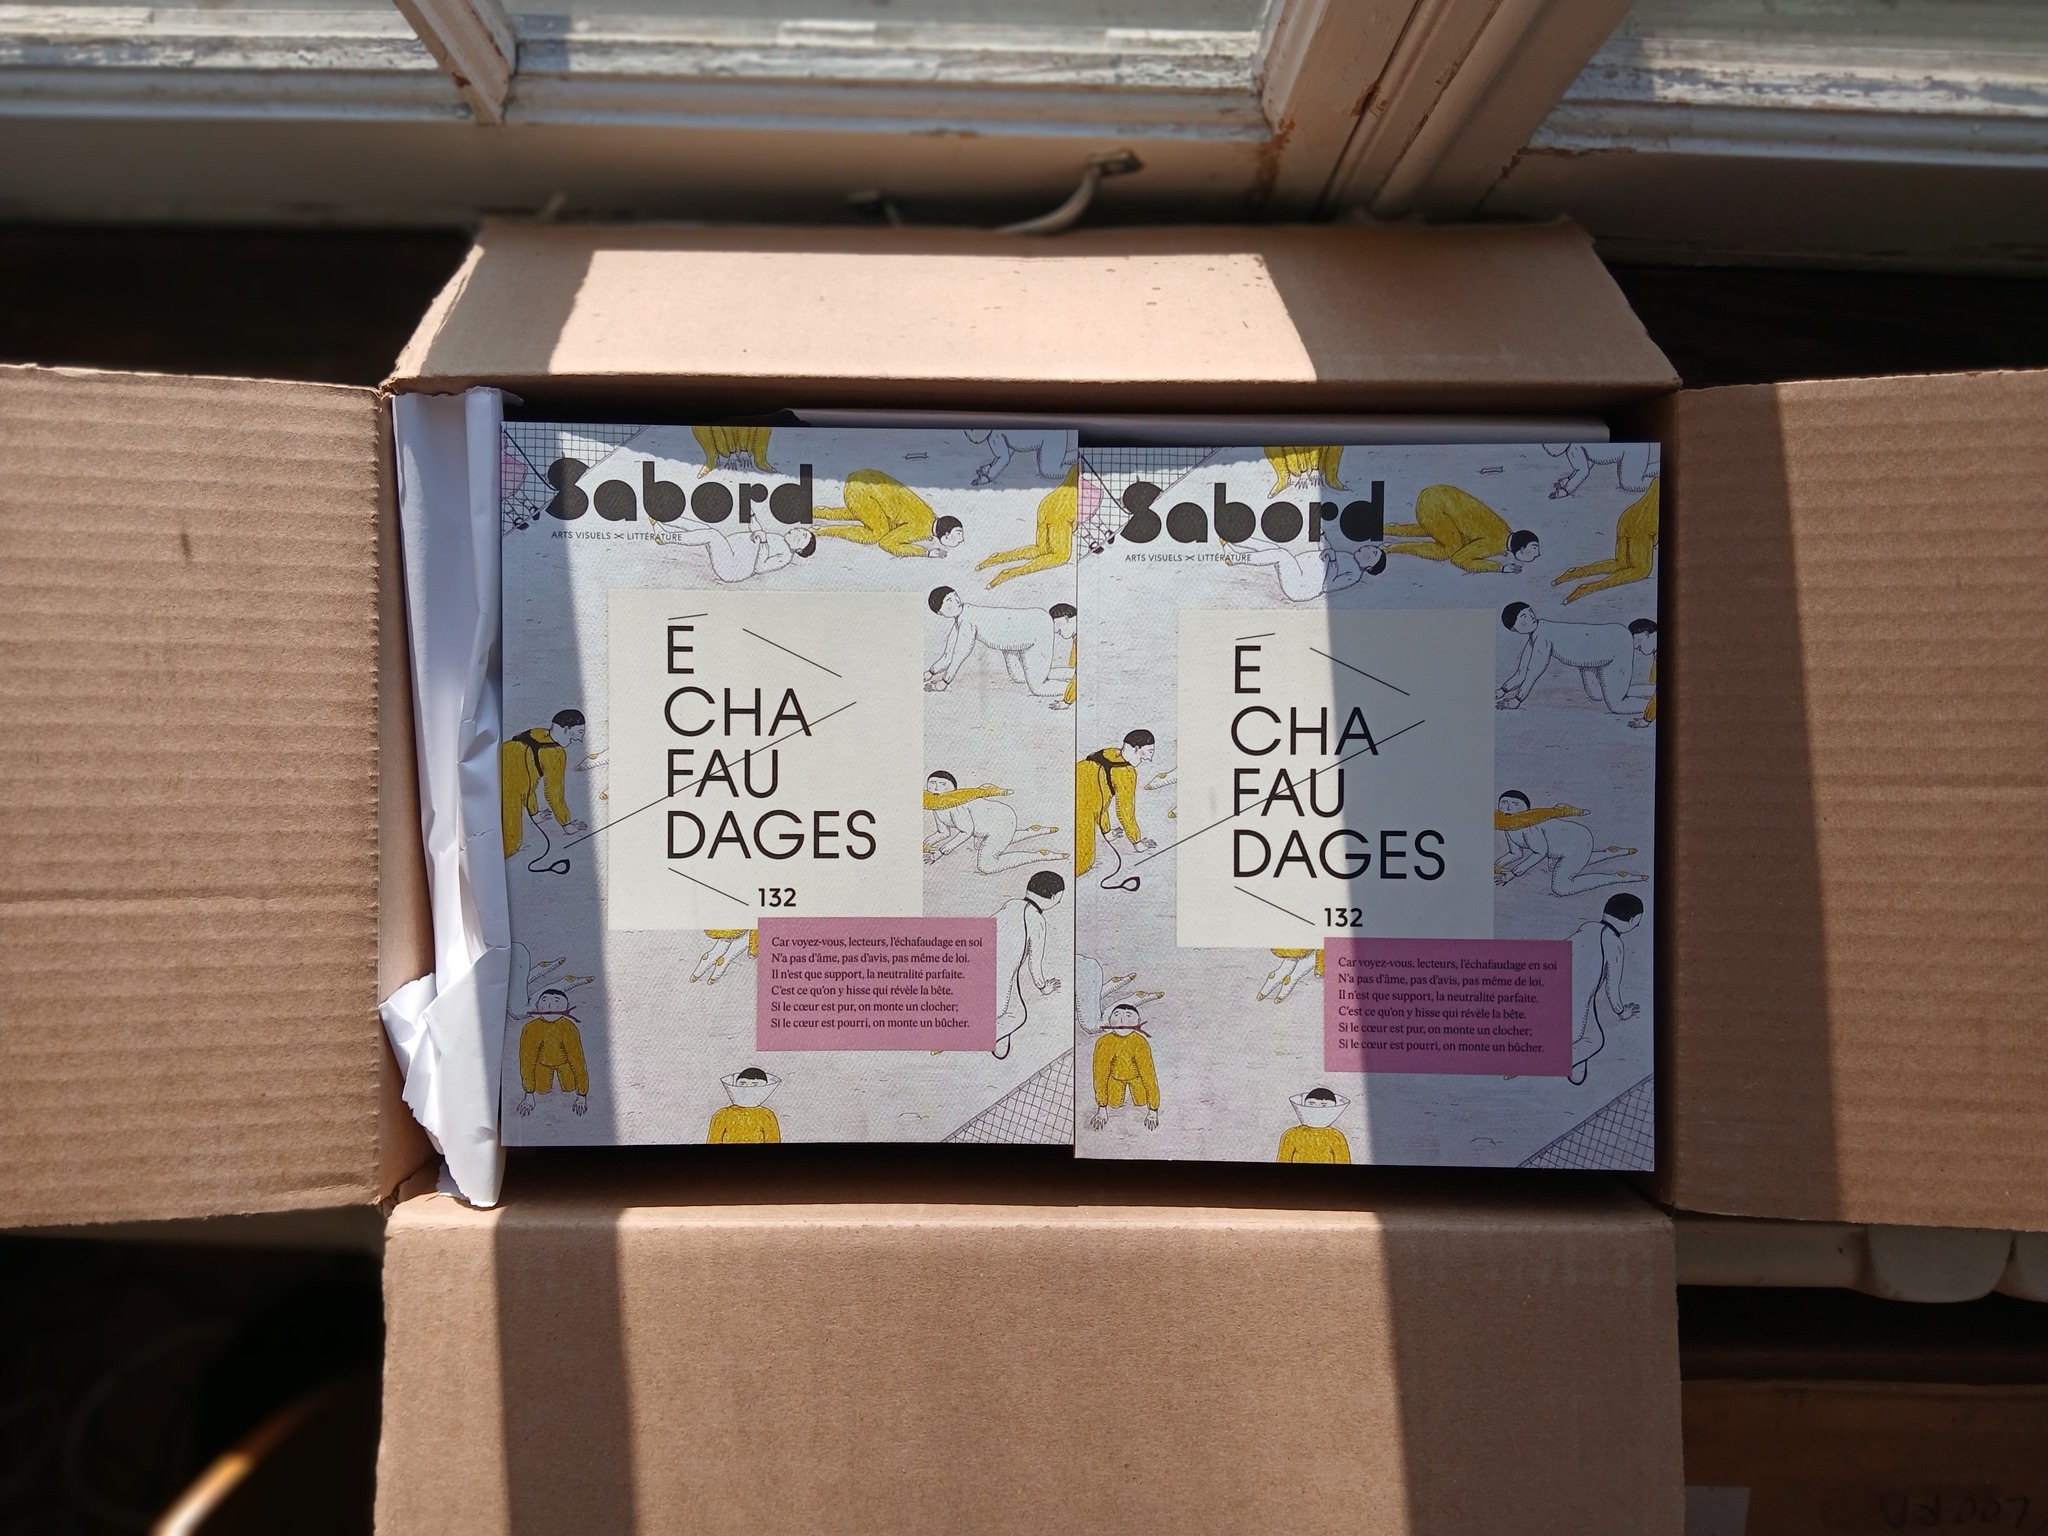 Sabord
ARTS VISUELS >< LITTÉRATURE
É
CHA
FAU
DAGES
132
Car voyez-vous, lecteurs, l'échafaudage en soi
N'a pas d'âme, pas d'avis, pas même de loi.
Il n'est que support, la neutralité parfaite.
C'est ce qu'on y hisse qui révèle la bête.
Si le cœur est pur, on monte un clocher;
Si le cœur est pourri, on monte un bûcher.
Sabord
ARTS VISUELS >< LITTÉRATURE
É
CHA
FAU
DAGES
132
Car voyez-vous, lecteurs, l'échafaudage en soi
N'a pas d'âme, pas d'avis, pas même de loi.
Il n'est que support, la neutralité parfaite.
C'est ce qu'on y hisse qui révèle la bête.
Si le cœur est pur, on monte un clocher;
Si le cœur est pourri, on monte un bûcher.